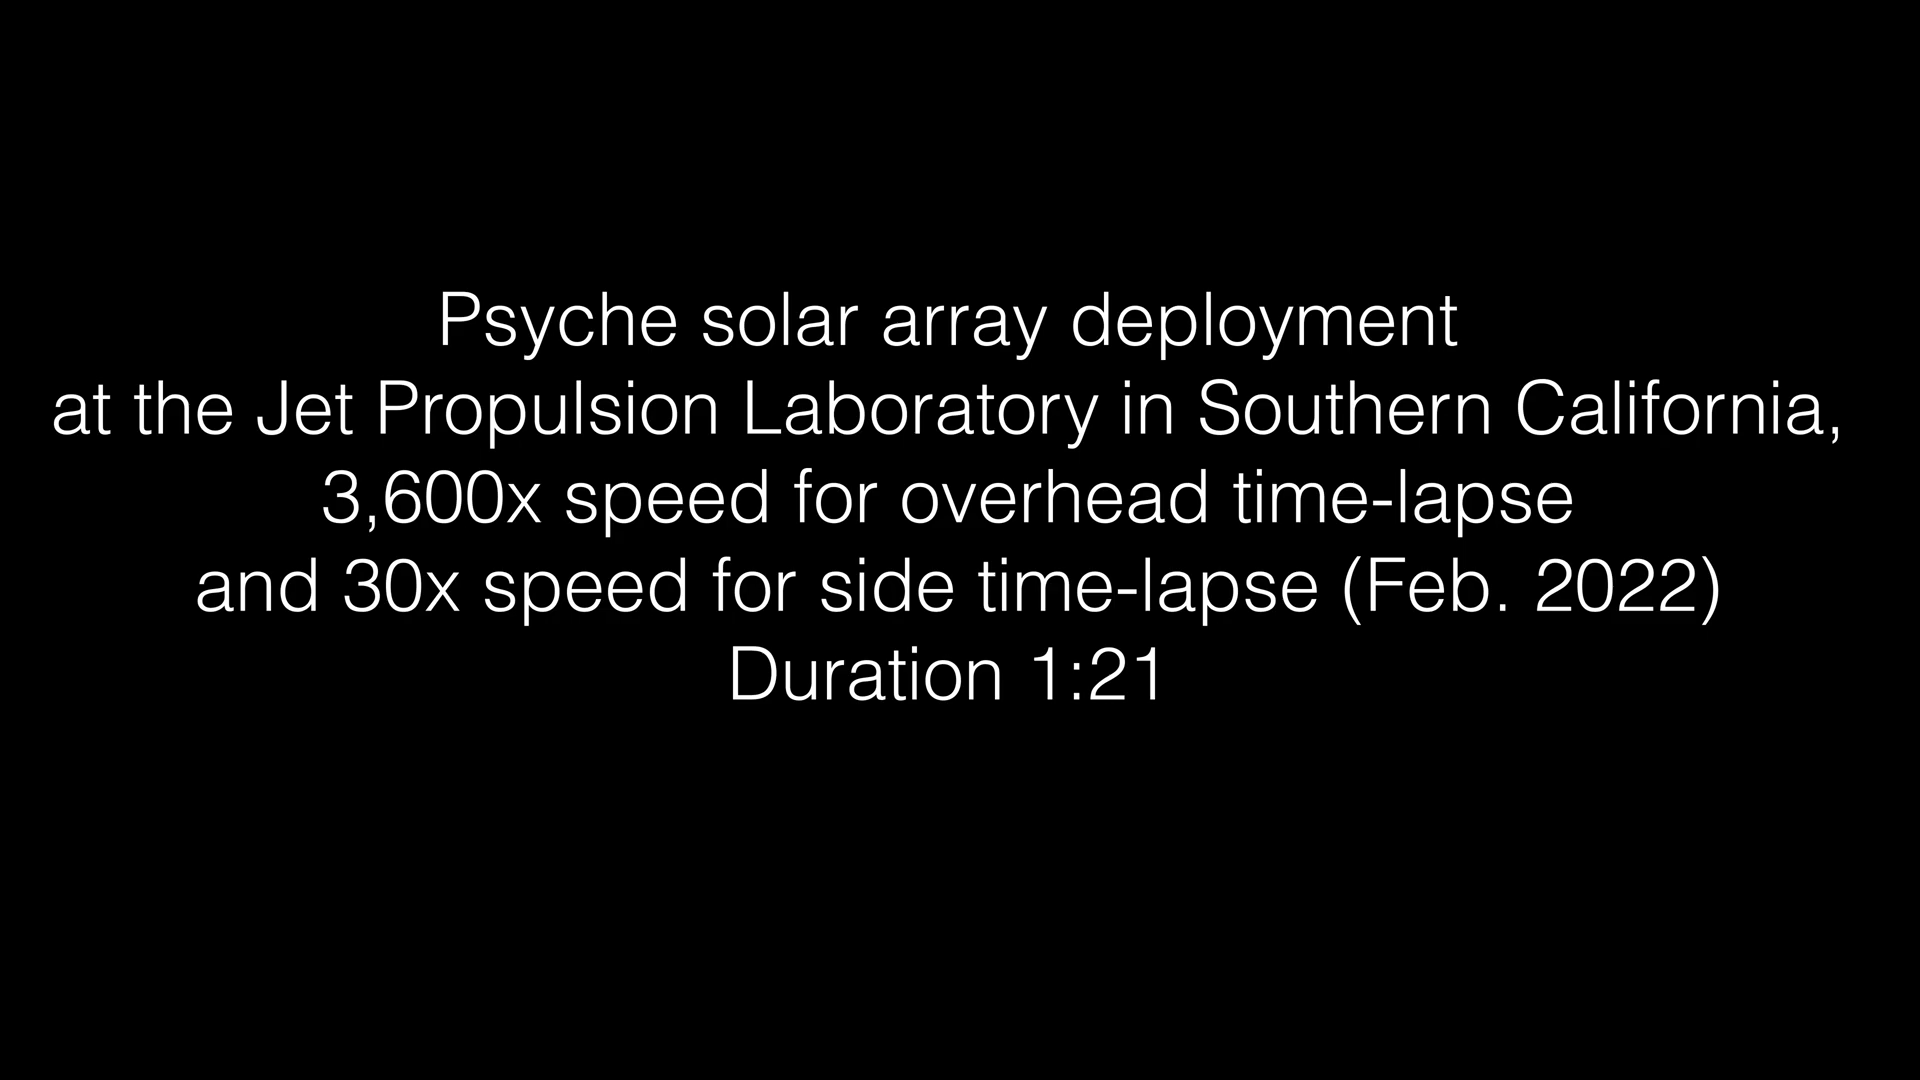 Psyche solar array deployment
at the Jet Propulsion Laboratory in Southern California,
3,600x speed for overhead time-lapse
and 30x speed for side time-lapse (Feb. 2022)
Duration 1:21